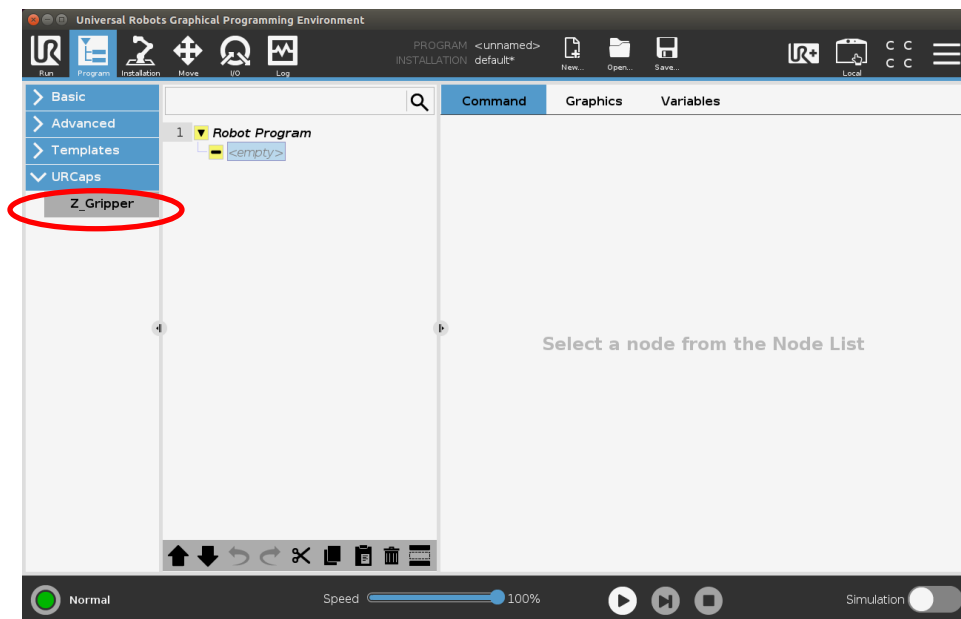 Universal Robots Graphical Programming Environment
UR
Run
Program
Installation
Move
I/O
Log
PROGRAM <unnamed>
INSTALLATION default*
New...
Open...
Save...
UR+
Local
C C
C C
Basic
Advanced
Templates
URCaps
Z_Gripper
1 Robot Program
<empty>
Command Graphics Variables
Select a node from the Node List
Normal
Speed 100%
Simulation